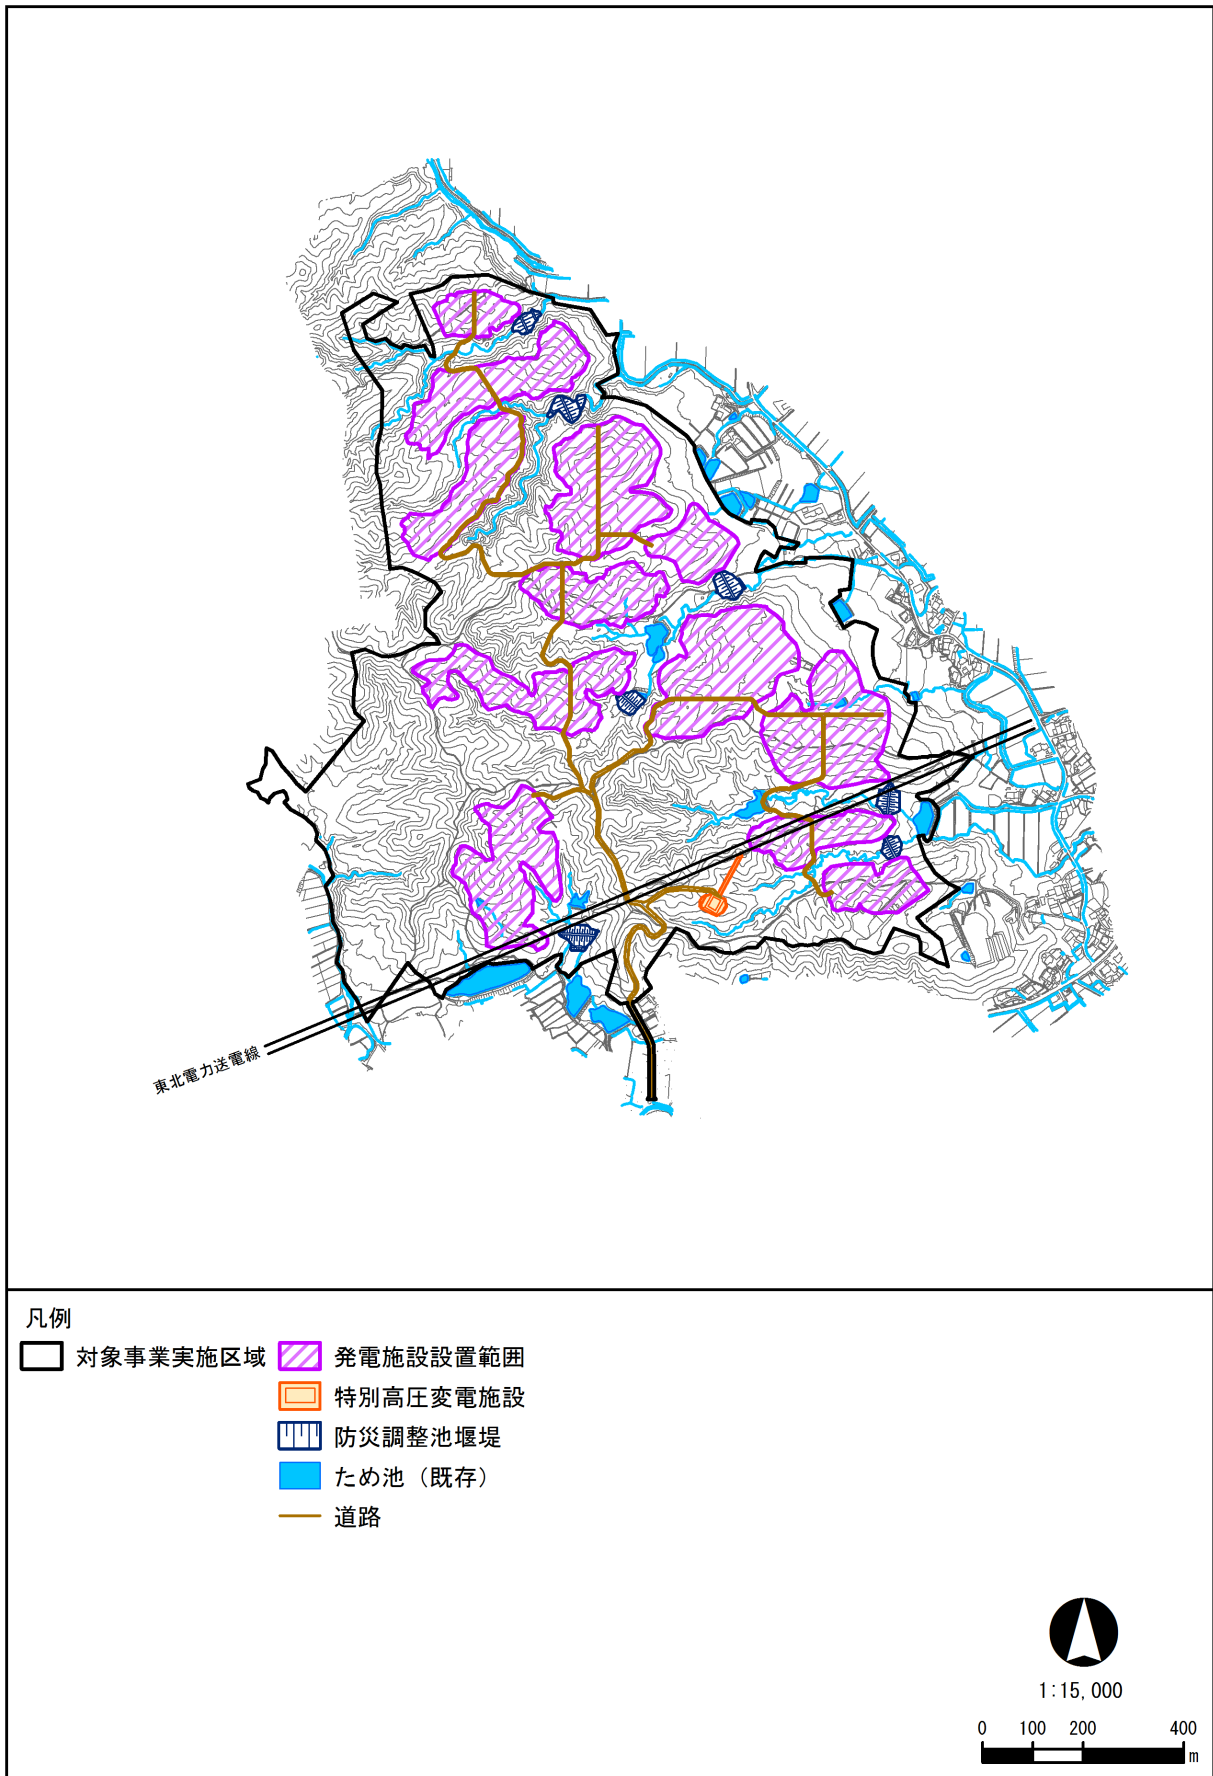 東北電力送電線
凡例
対象事業実施区域
発電施設設置範囲
特別高圧変電施設
防災調整池堰堤
ため池（既存）
道路
1:15,000
0 100 200 400
m